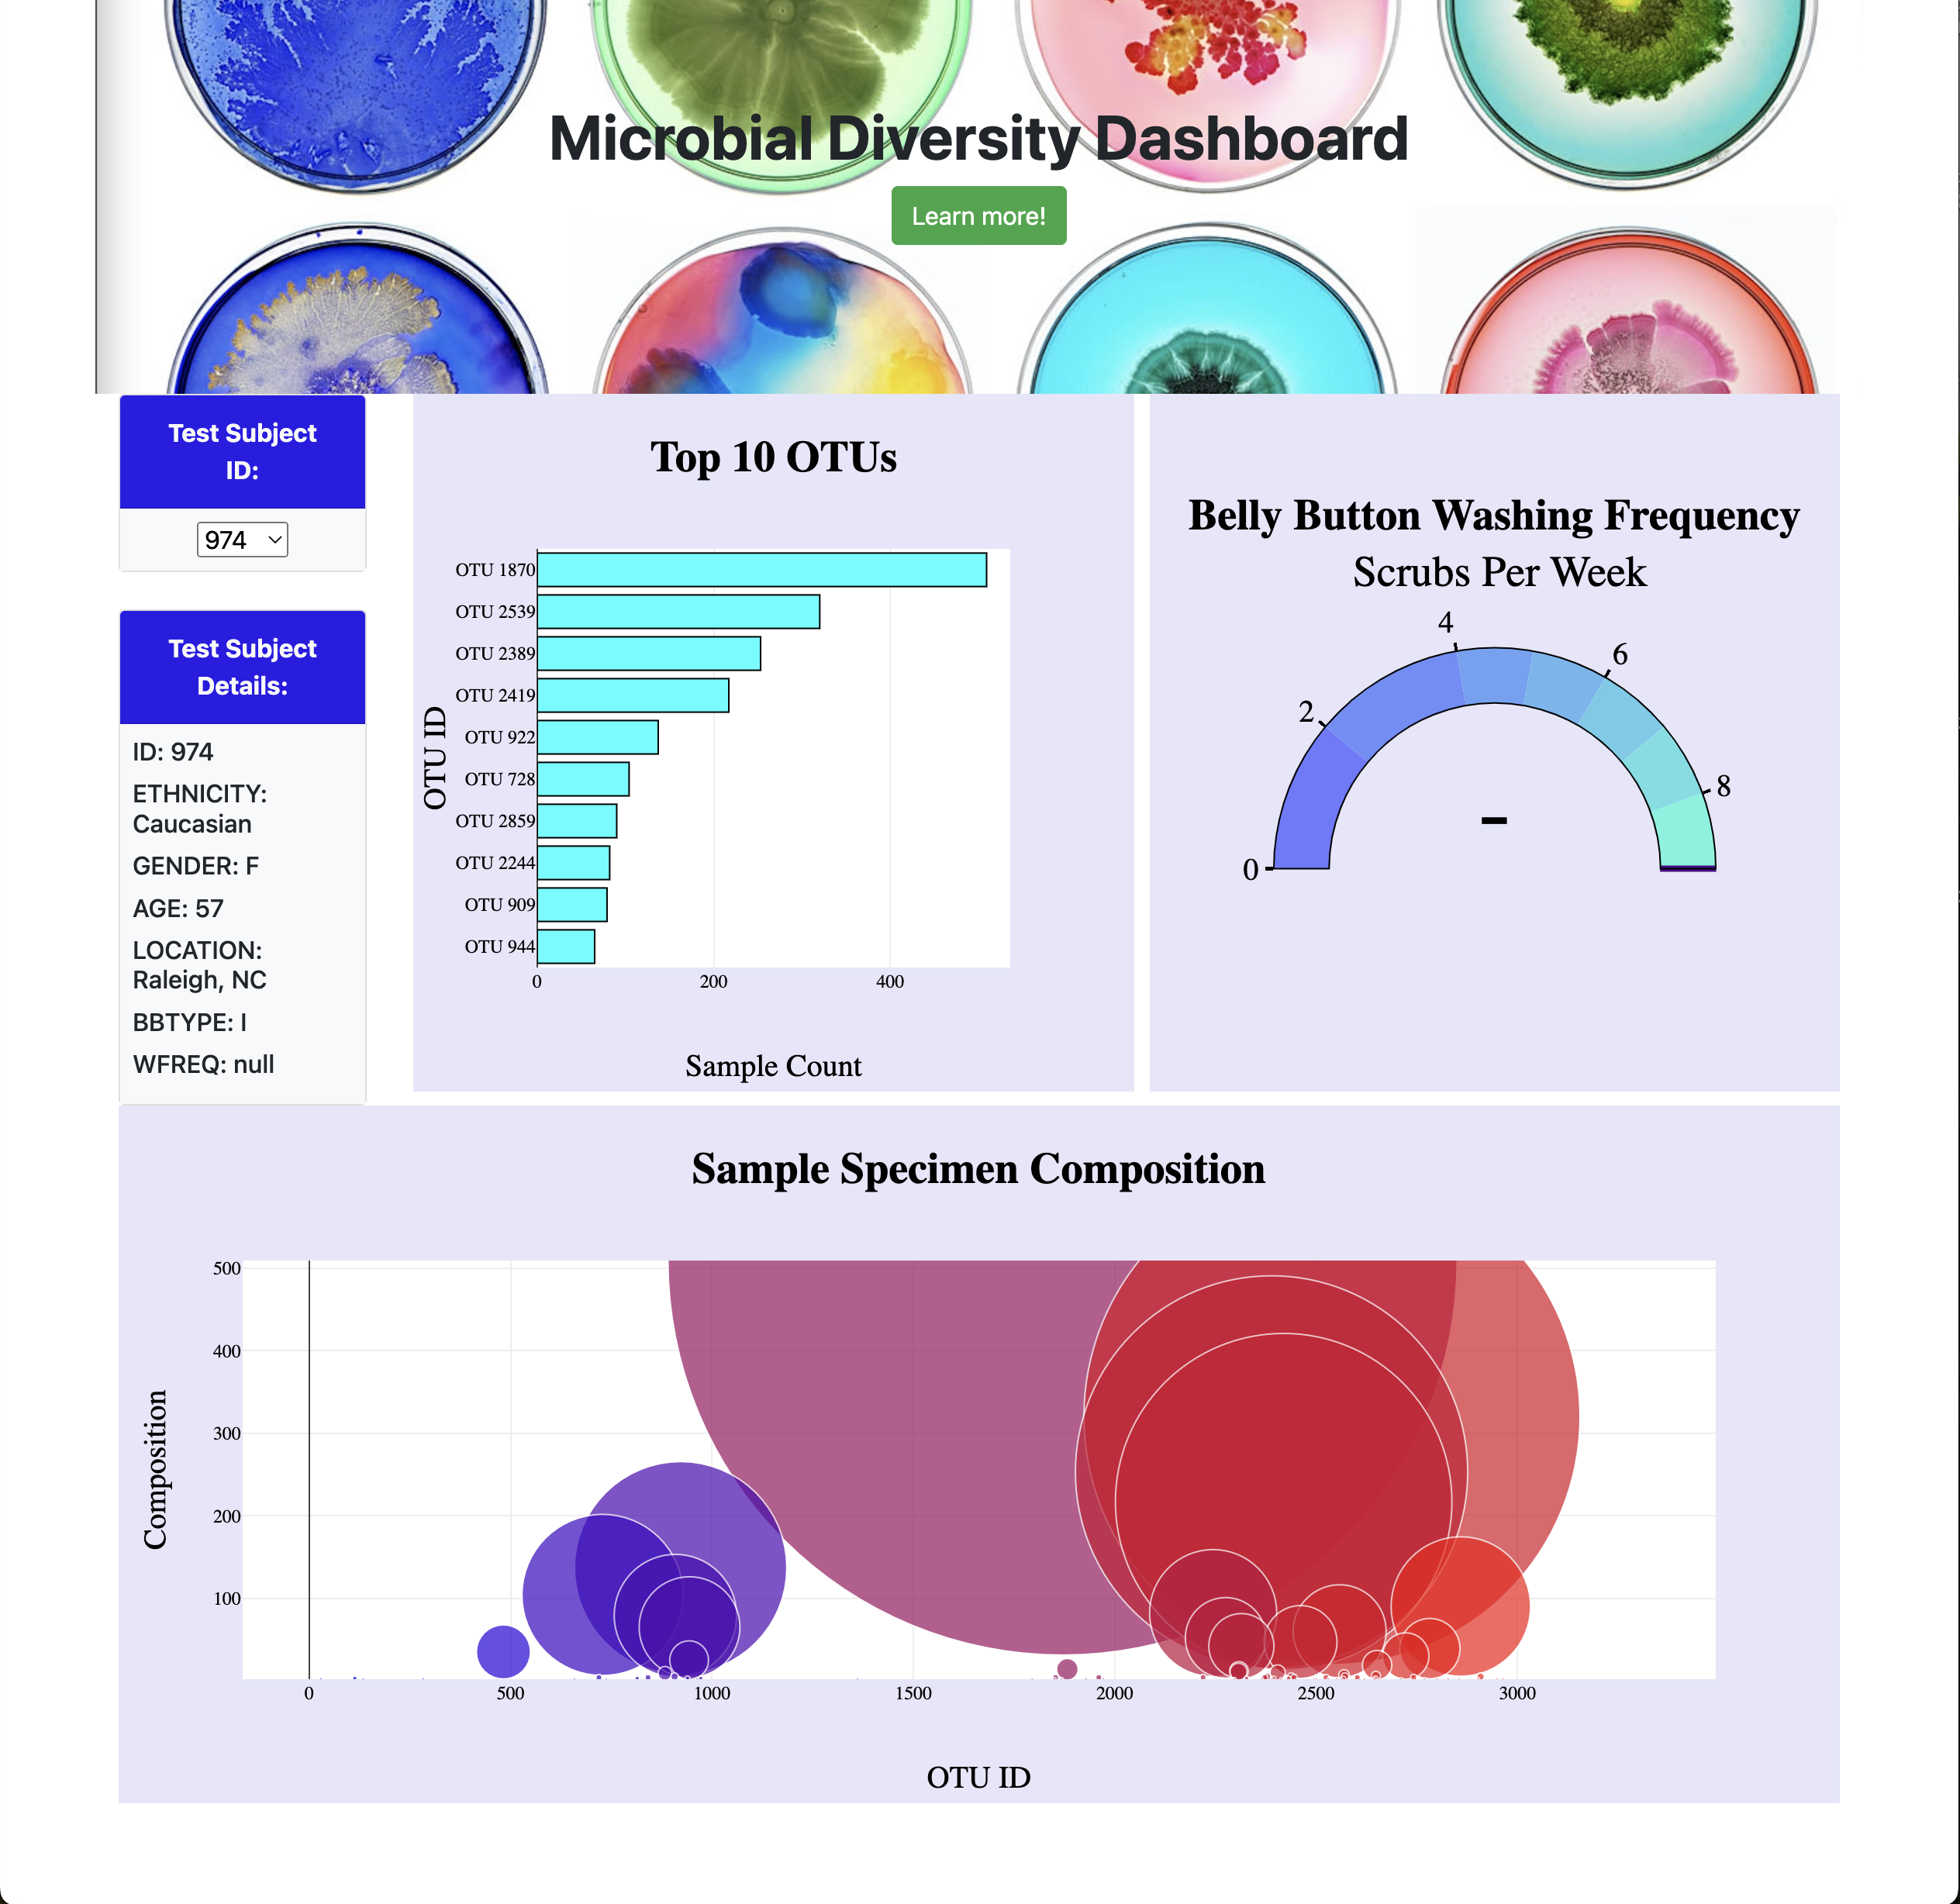 Microbial Diversity Dashboard
Learn more!
Test Subject
ID:
974
Test Subject
Details:
ID: 974
ETHNICITY:
Caucasian
GENDER: F
AGE: 57
LOCATION:
Raleigh, NC
BBTYPE: I
WFREQ: null
Top 10 OTUs
OTU ID
OTU 1870
OTU 2539
OTU 2389
OTU 2419
OTU 922
OTU 728
OTU 2859
OTU 2244
OTU 909
OTU 944
0 200 400
Sample Count
Belly Button Washing Frequency
Scrubs Per Week
0
2
4
6
8
–
Sample Specimen Composition
Composition
500
400
300
200
100
0 500 1000 1500 2000 2500 3000
OTU ID